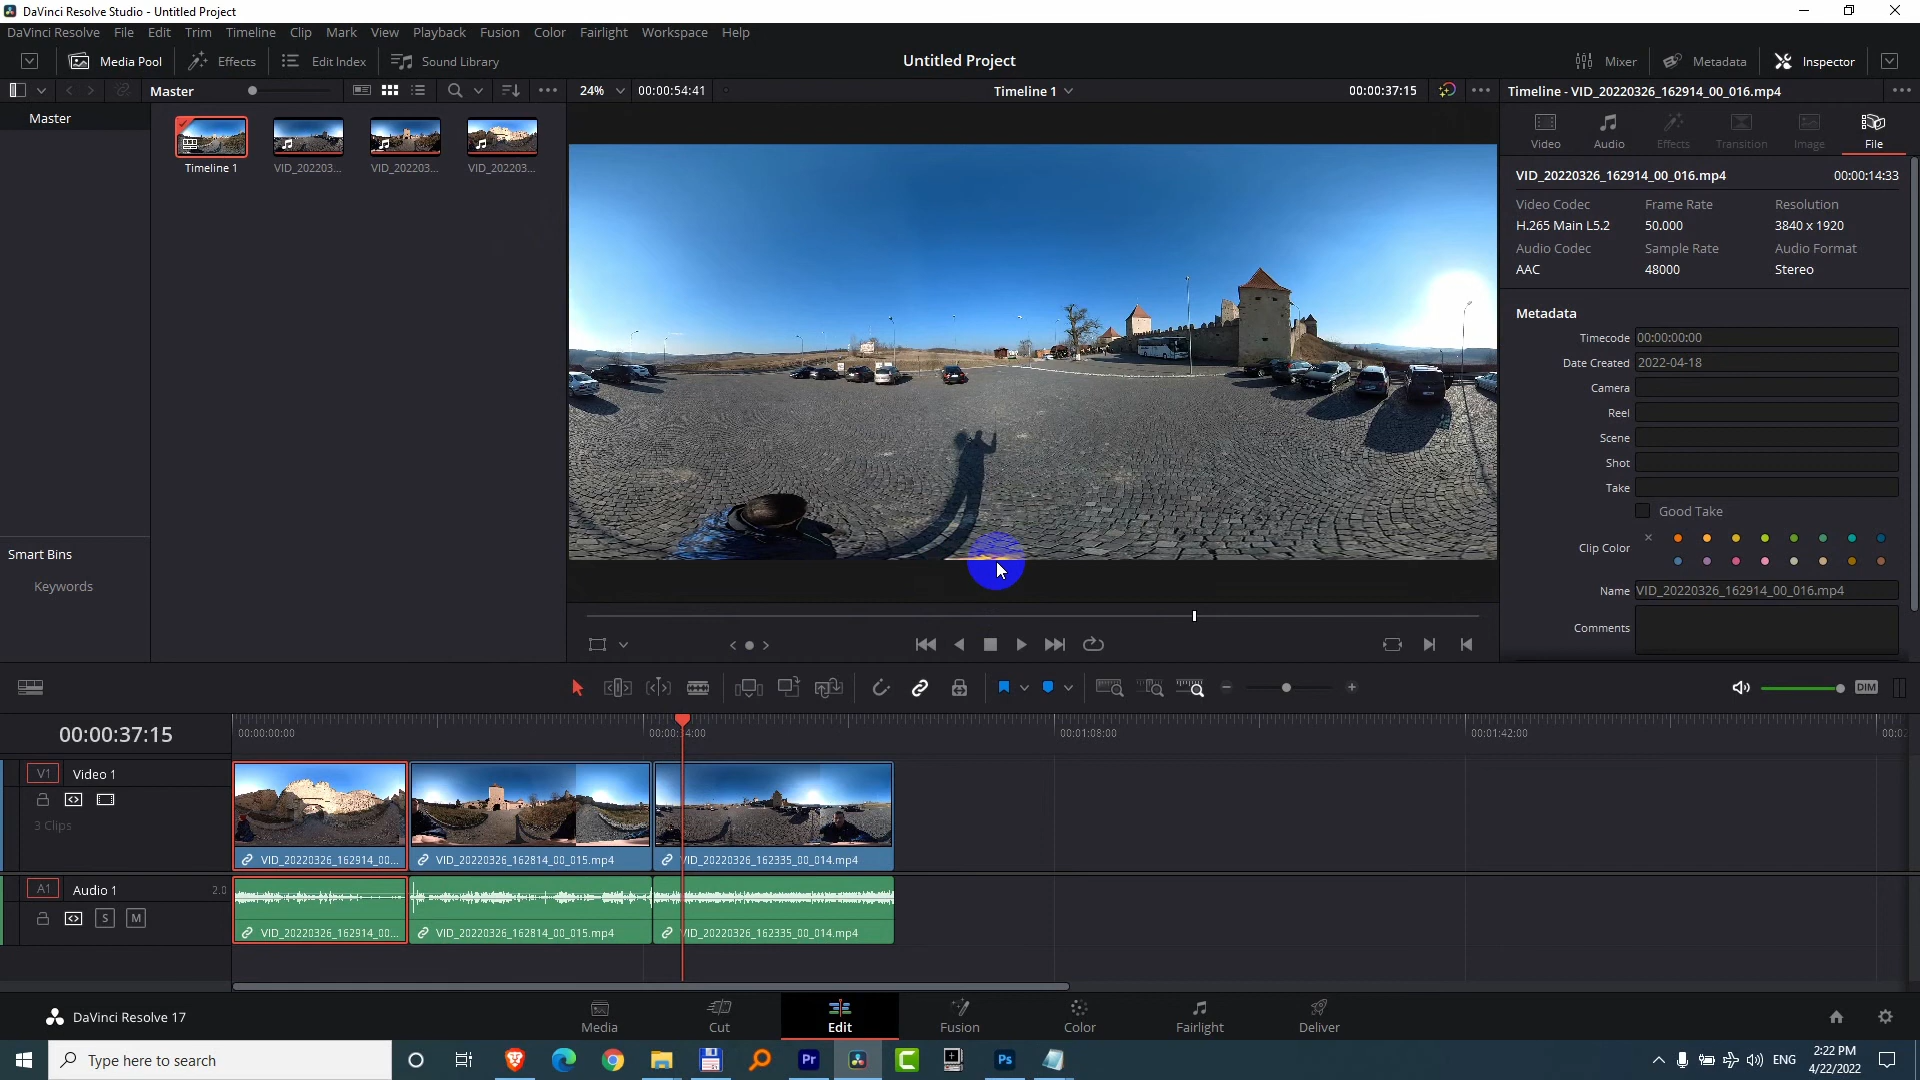 DaVinci Resolve Studio - Untitled Project
DaVinci Resolve File Edit Trim Timeline Clip Mark View Playback Fusion Color Fairlight Workspace Help
Media Pool Effects Edit Index Sound Library Untitled Project Mixer Metadata Inspector
Master 24% 00:00:54:41 Timeline 1 00:00:37:15 Timeline - VID_20220326_162914_00_016.mp4
Master
Timeline 1 VID_202203... VID_202203... VID_202203...
Video Audio Effects Transition Image File
VID_20220326_162914_00_016.mp4 00:00:14:33
Video Codec Frame Rate Resolution
H.265 Main L5.2 50.000 3840 x 1920
Audio Codec Sample Rate Audio Format
AAC 48000 Stereo
Metadata
Timecode 00:00:00:00
Date Created 2022-04-18
Camera
Reel
Scene
Shot
Take
Good Take
Clip Color
Name VID_20220326_162914_00_016.mp4
Comments
Smart Bins
Keywords
DIM
00:00:37:15 00:00:00:00 00:00:34:00 00:01:08:00 00:01:42:00
V1 Video 1
3 Clips
VID_20220326_162914_00... VID_20220326_162814_00_015.mp4 VID_20220326_162335_00_014.mp4
A1 Audio 1 2.0
S M
VID_20220326_162914_00... VID_20220326_162814_00_015.mp4 VID_20220326_162335_00_014.mp4
DaVinci Resolve 17 Media Cut Edit Fusion Color Fairlight Deliver
Type here to search Pr Ps ENG 2:22 PM
4/22/2022